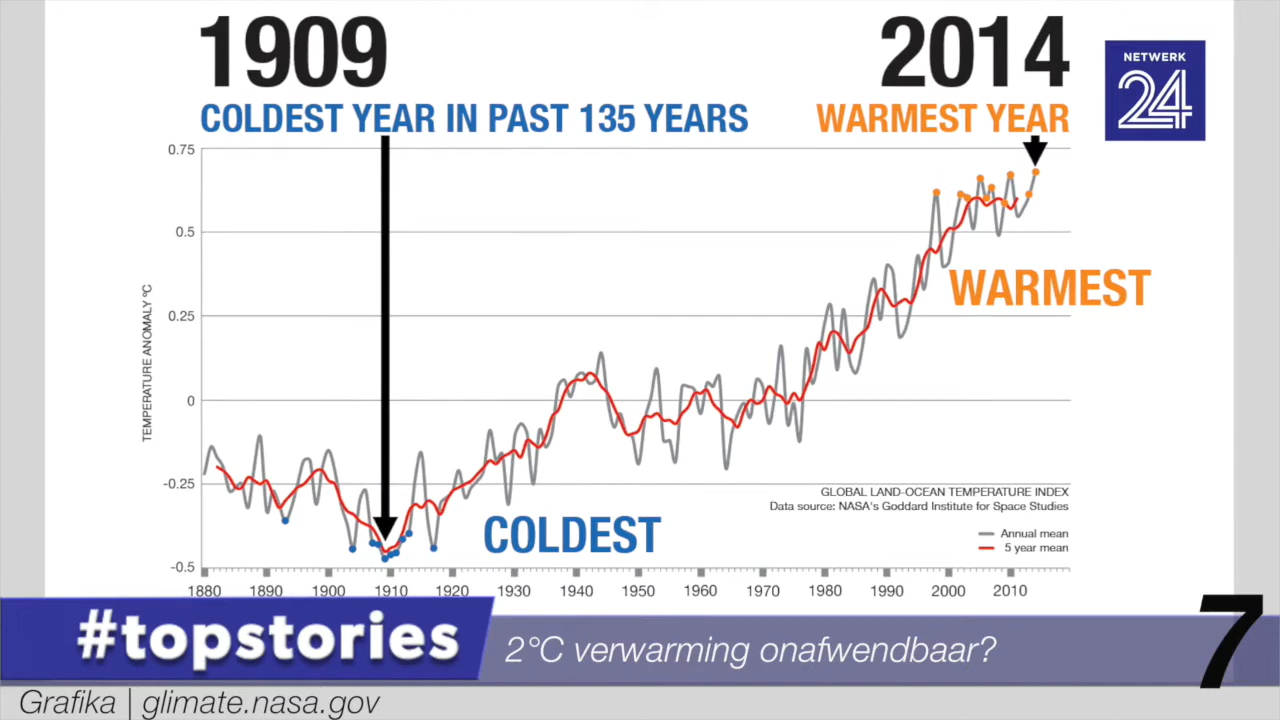 1909
2014
NETWERK
24
COLDEST YEAR IN PAST 135 YEARS
WARMEST YEAR
0.75
0.5
0.25
0
-0.25
-0.5
TEMPERATURE ANOMALY ºC
WARMEST
COLDEST
GLOBAL LAND-OCEAN TEMPERATURE INDEX
Data source: NASA's Goddard Institute for Space Studies
Annual mean
5 year mean
1880 1890 1900 1910 1920 1930 1940 1950 1960 1970 1980 1990 2000 2010
#topstories
2°C verwarming onafwendbaar?
7
Grafika | glimate.nasa.gov